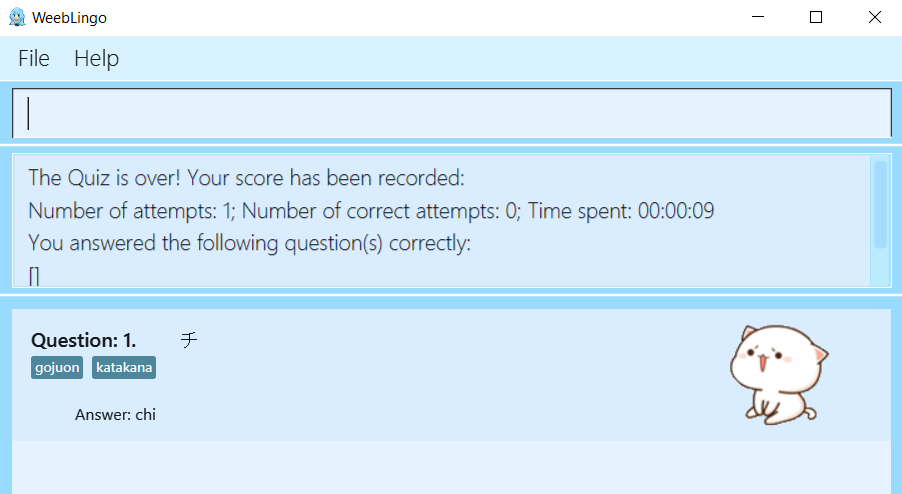 WeebLingo
File Help
The Quiz is over! Your score has been recorded:
Number of attempts: 1; Number of correct attempts: 0; Time spent: 00:00:09
You answered the following question(s) correctly:
[]
Question: 1. チ
gojuon katakana
Answer: chi